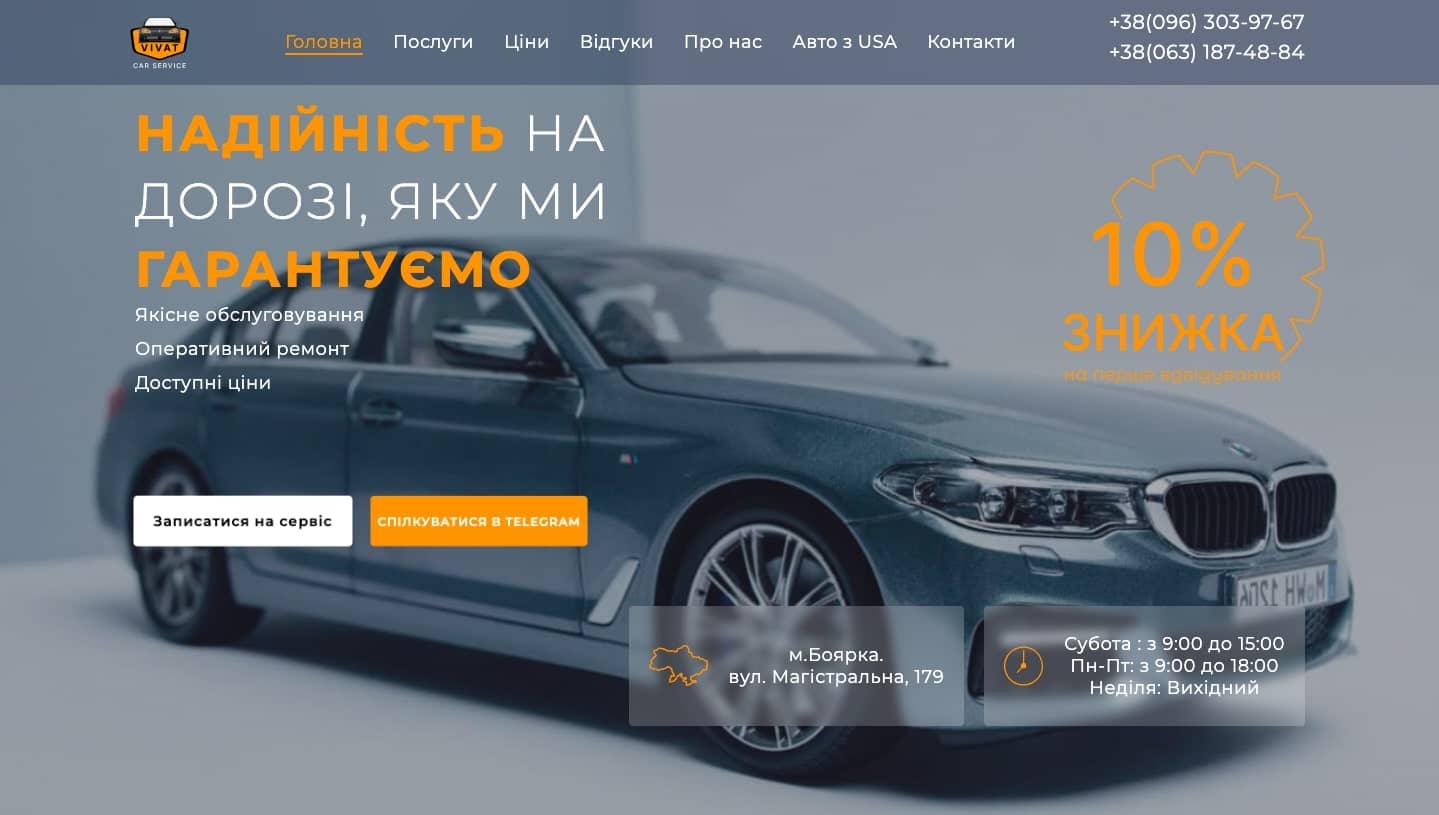 VIVAT
CAR SERVICE
Головна
Послуги
Ціни
Відгуки
Про нас
Авто з USA
Контакти
+38(096) 303-97-67
+38(063) 187-48-84
НАДІЙНІСТЬ НА
ДОРОЗІ, ЯКУ МИ
ГАРАНТУЄМО
Якісне обслуговування
Оперативний ремонт
Доступні ціни
10%
ЗНИЖКА
на перше вдвідування
Записатися на сервіс
СПІЛКУВАТИСЯ В TELEGRAM
м.Боярка.
вул. Магістральна, 179
Субота : з 9:00 до 15:00
Пн-Пт: з 9:00 до 18:00
Неділя: Вихідний